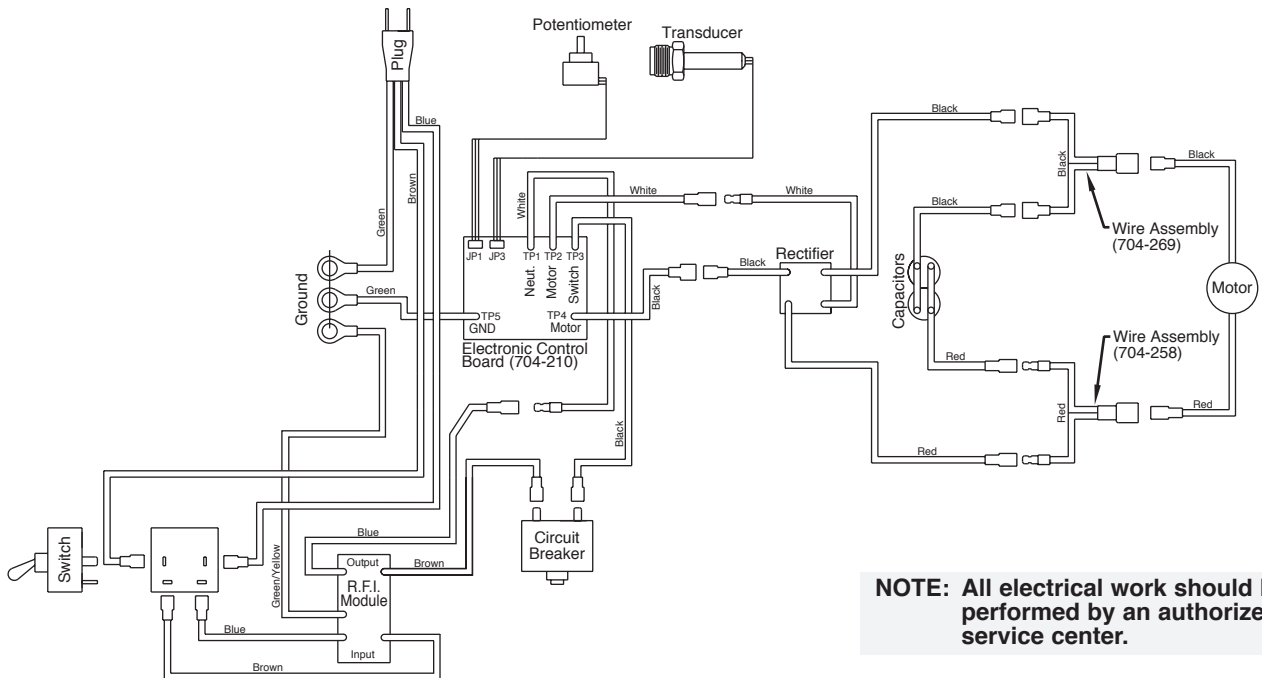 Potentiometer
Transducer
Plug
Blue
Brown
Green
Black
Black
Black
White
White
White
Black
Wire Assembly
(704-269)
Rectifier
Black
Capacitors
Motor
JP1
JP3
TP1
TP2
TP3
Neut.
Motor
Switch
Ground
Green
TP5
GND
TP4
Motor
Black
Electronic Control
Board (704-210)
Wire Assembly
(704-258)
Red
Red
Red
Red
Black
Blue
Switch
Circuit
Breaker
Green/Yellow
Output
R.F.I.
Module
Input
Brown
Blue
Brown
NOTE: All electrical work should
performed by an
service center.